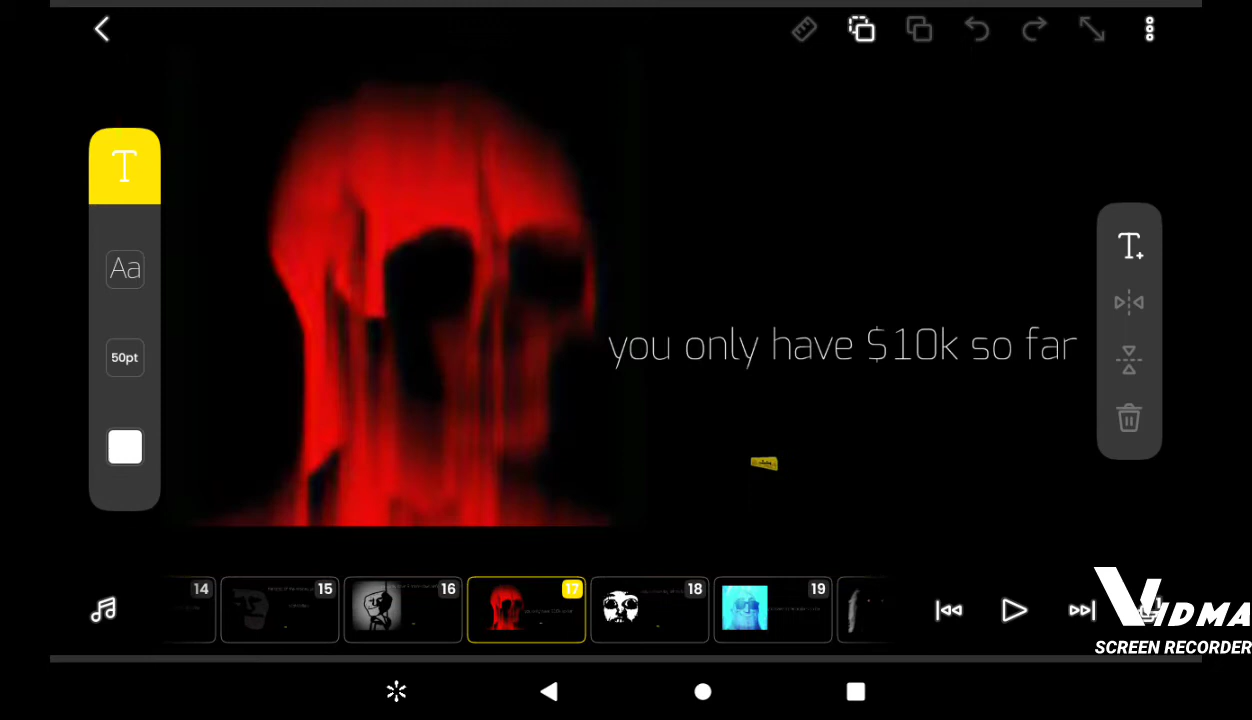 T
Aa
50pt
you only have $10k so far
T+
14
15
16
17
18
19
VIDMA
SCREEN RECORDER